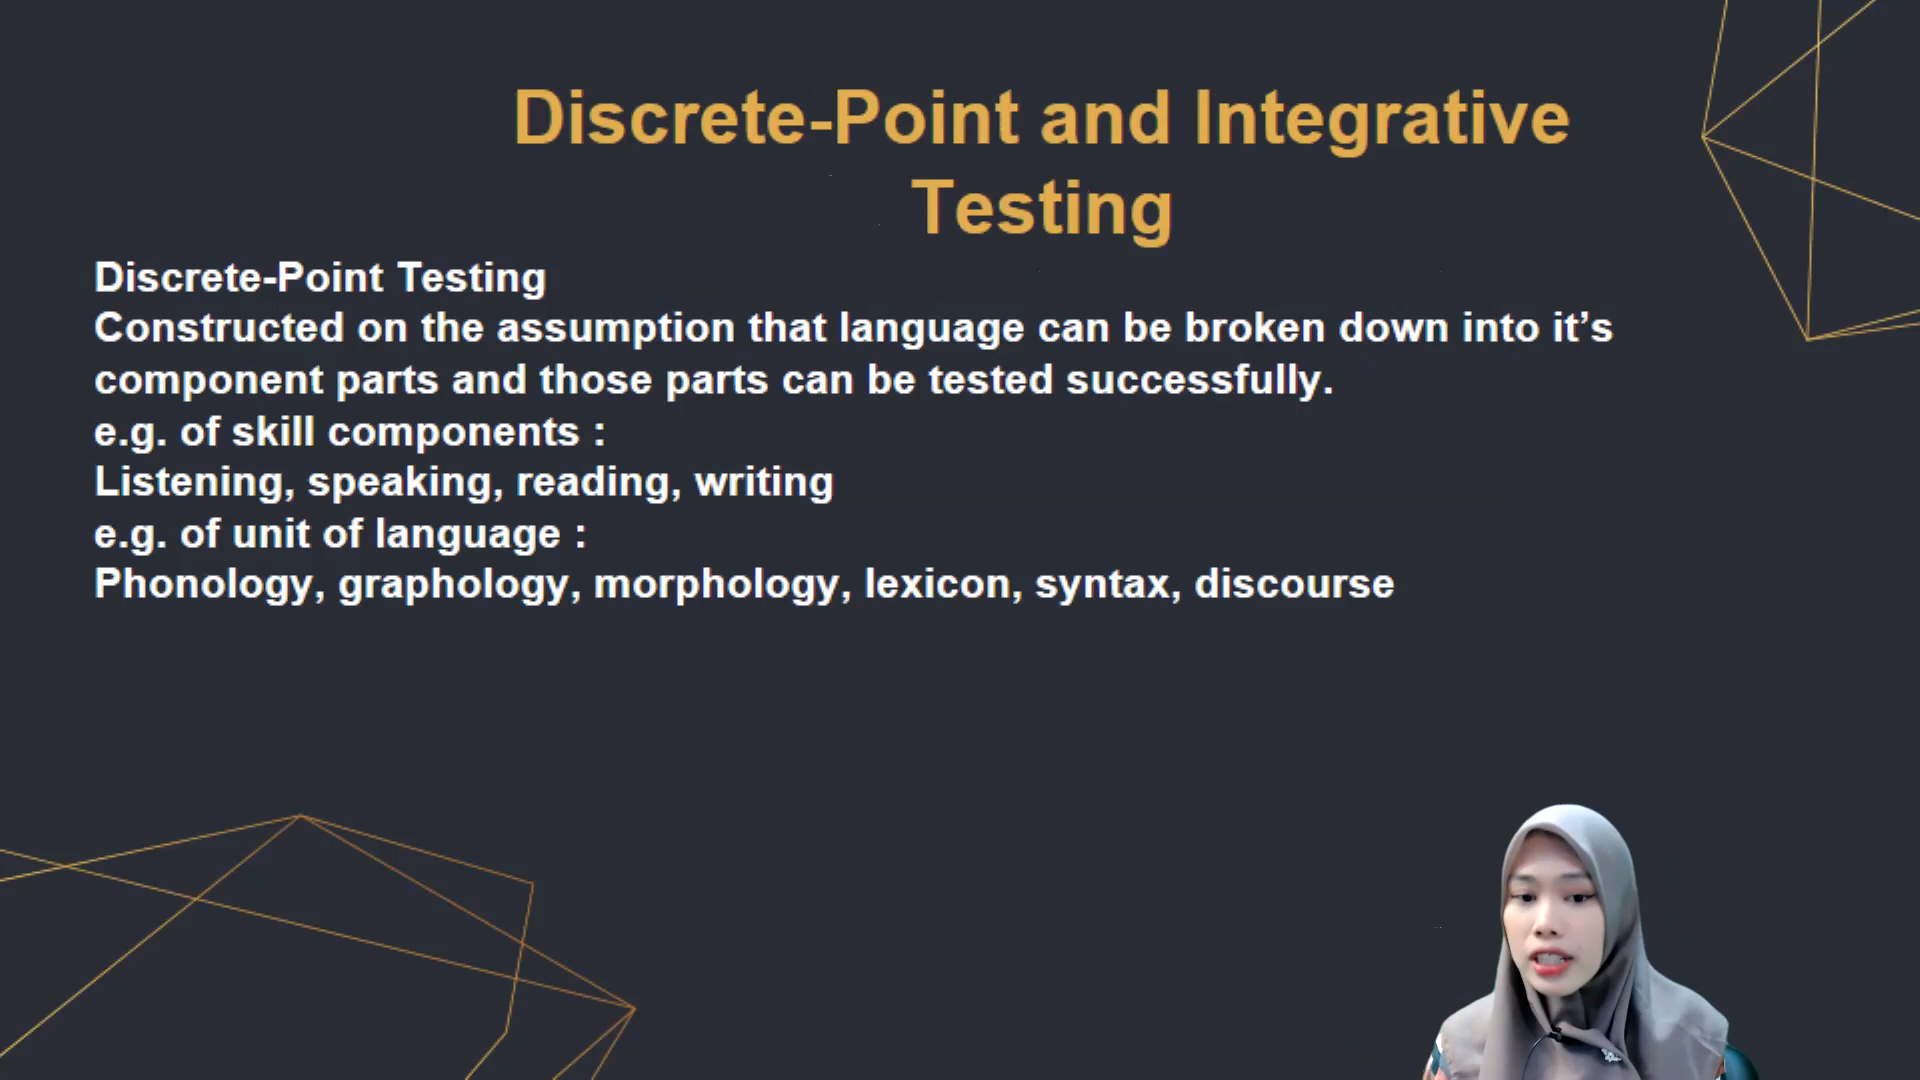 Discrete-Point and Integrative
Testing
Discrete-Point Testing
Constructed on the assumption that language can be broken down into it’s
component parts and those parts can be tested successfully.
e.g. of skill components :
Listening, speaking, reading, writing
e.g. of unit of language :
Phonology, graphology, morphology, lexicon, syntax, discourse